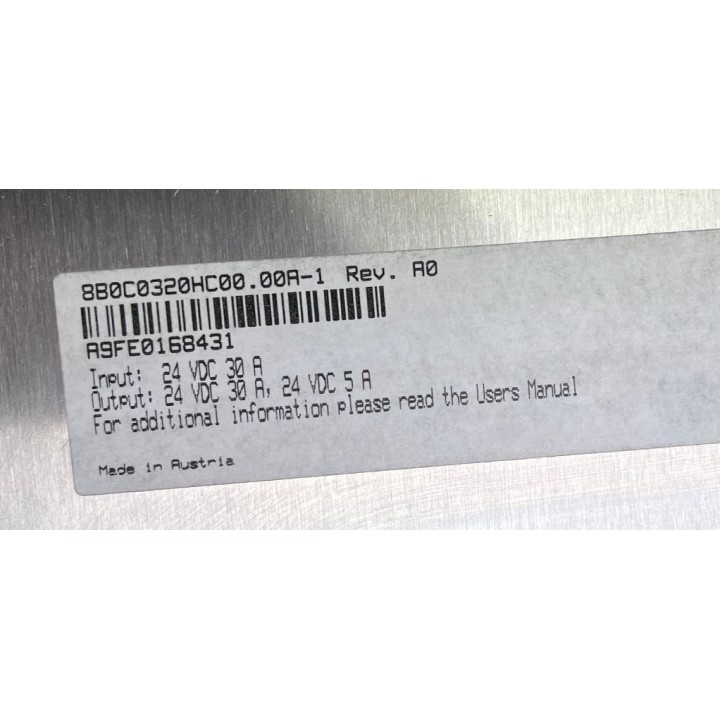 8B0C0320HC00.00A-1 Rev. A0
A9FE0168431
Input: 24 VDC 30 A
Output: 24 VDC 30 A, 24 VDC 5 A
For additional information please read the Users Manual
Made in Austria